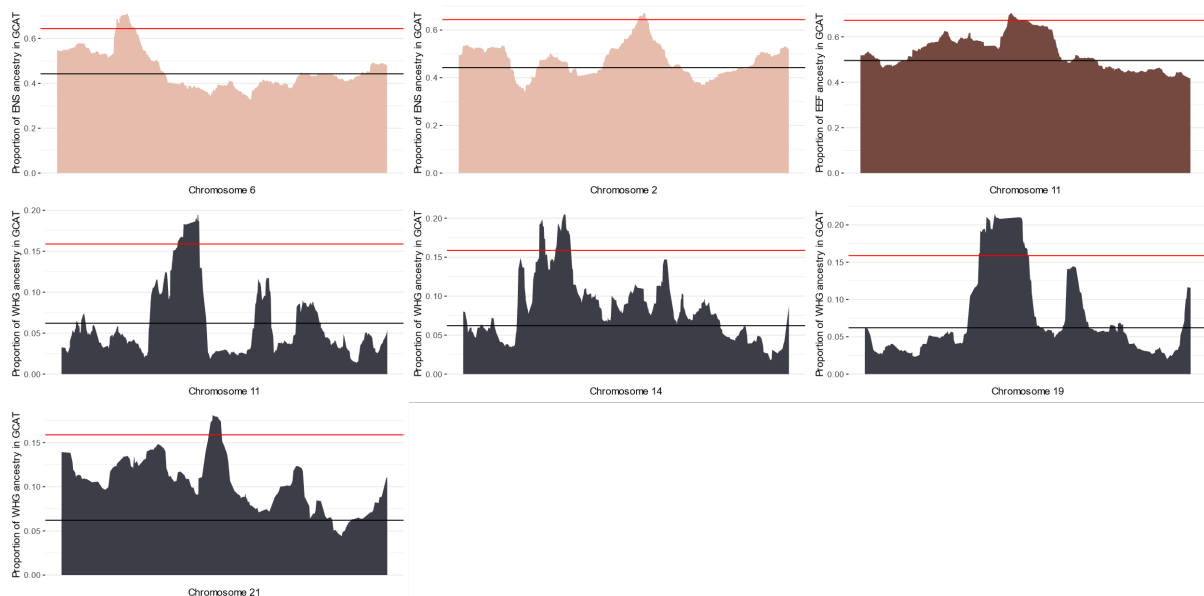 Proportion of ENS ancestry in GCAT
0.6
0.4
0.2
0.0
Chromosome 6
Proportion of ENS ancestry in GCAT
0.6
0.4
0.2
0.0
Chromosome 2
Proportion of EEF ancestry in GCAT
0.6
0.4
0.2
0.0
Chromosome 11
Proportion of WHG ancestry in GCAT
0.20
0.15
0.10
0.05
0.00
Chromosome 11
Proportion of WHG ancestry in GCAT
0.20
0.15
0.10
0.05
0.00
Chromosome 14
Proportion of WHG ancestry in GCAT
0.20
0.15
0.10
0.05
0.00
Chromosome 19
Proportion of WHG ancestry in GCAT
0.15
0.10
0.05
0.00
Chromosome 21